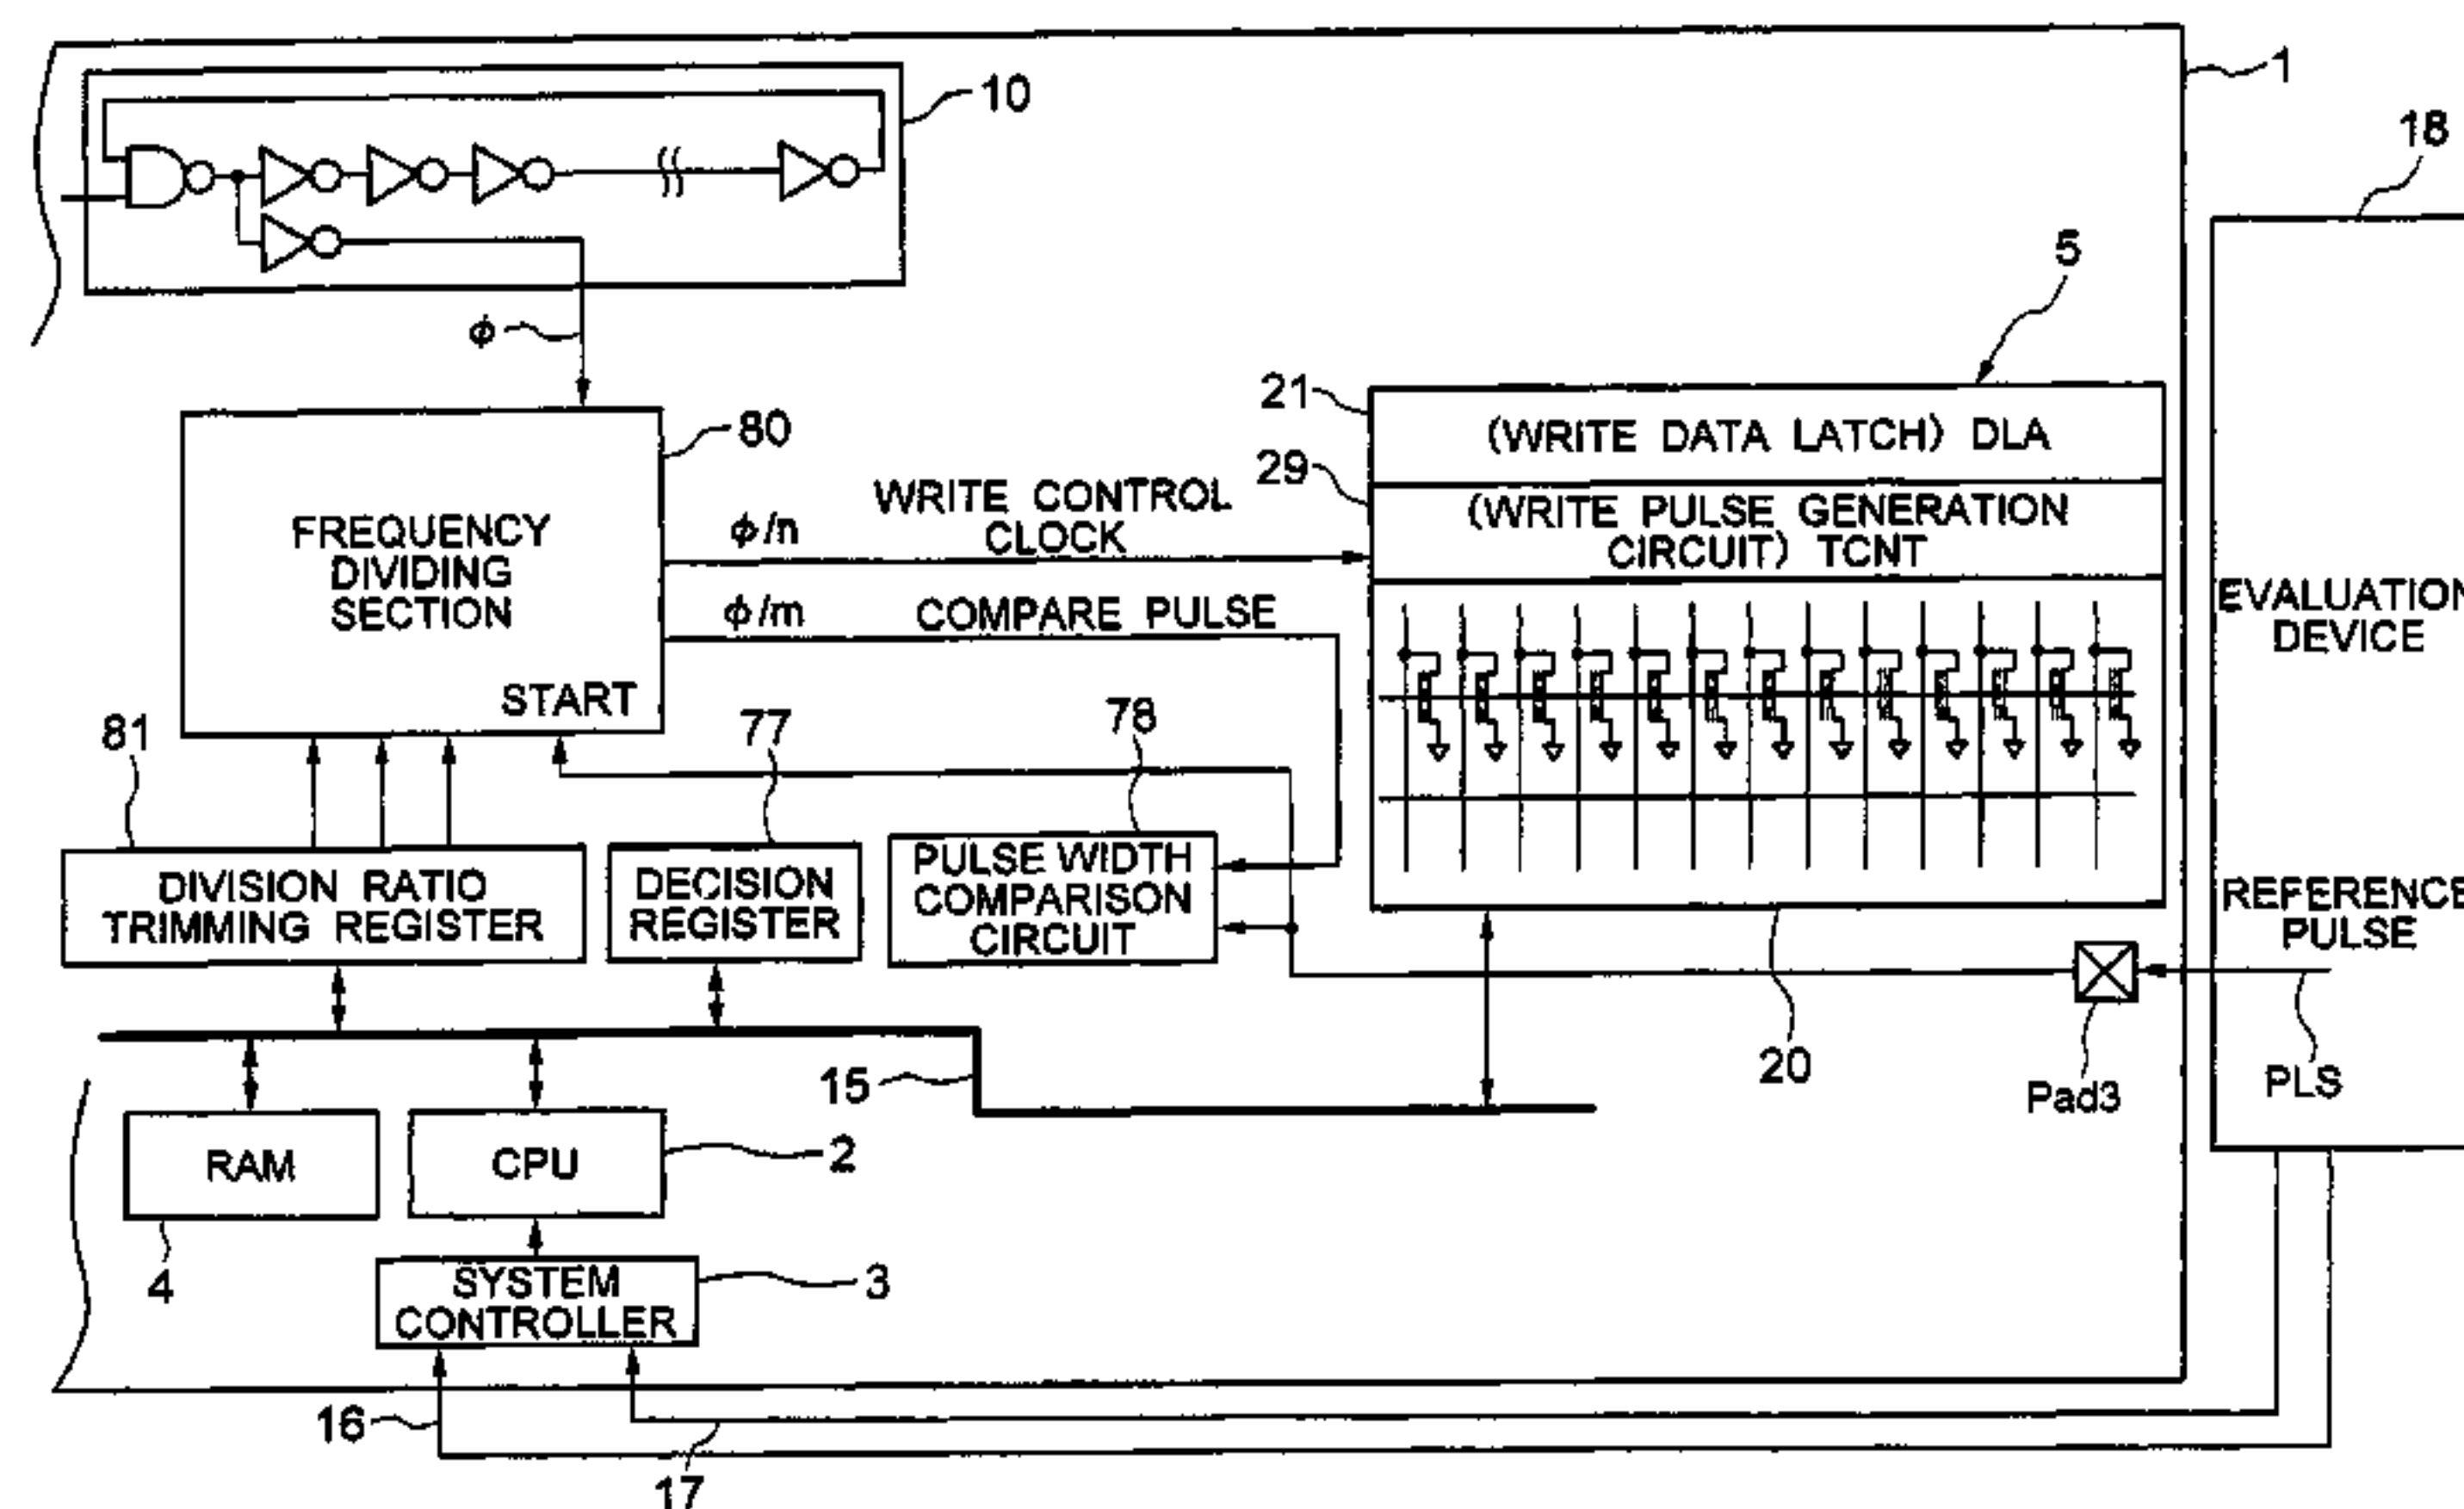 1
10
18
ϕ
5
21
(WRITE DATA LATCH) DLA
80
29
WRITE CONTROL
CLOCK
ϕ/n
(WRITE PULSE GENERATION
CIRCUIT) TCNT
FREQUENCY
DIVIDING
SECTION
ϕ/m COMPARE PULSE
EVALUATION
DEVICE
START
81
77
78
DIVISION RATIO
TRIMMING REGISTER
DECISION
REGISTER
PULSE WIDTH
COMPARISON
CIRCUIT
REFERENCE
PULSE
15
20
Pad3
PLS
RAM
CPU
2
4
SYSTEM
CONTROLLER
3
16
17